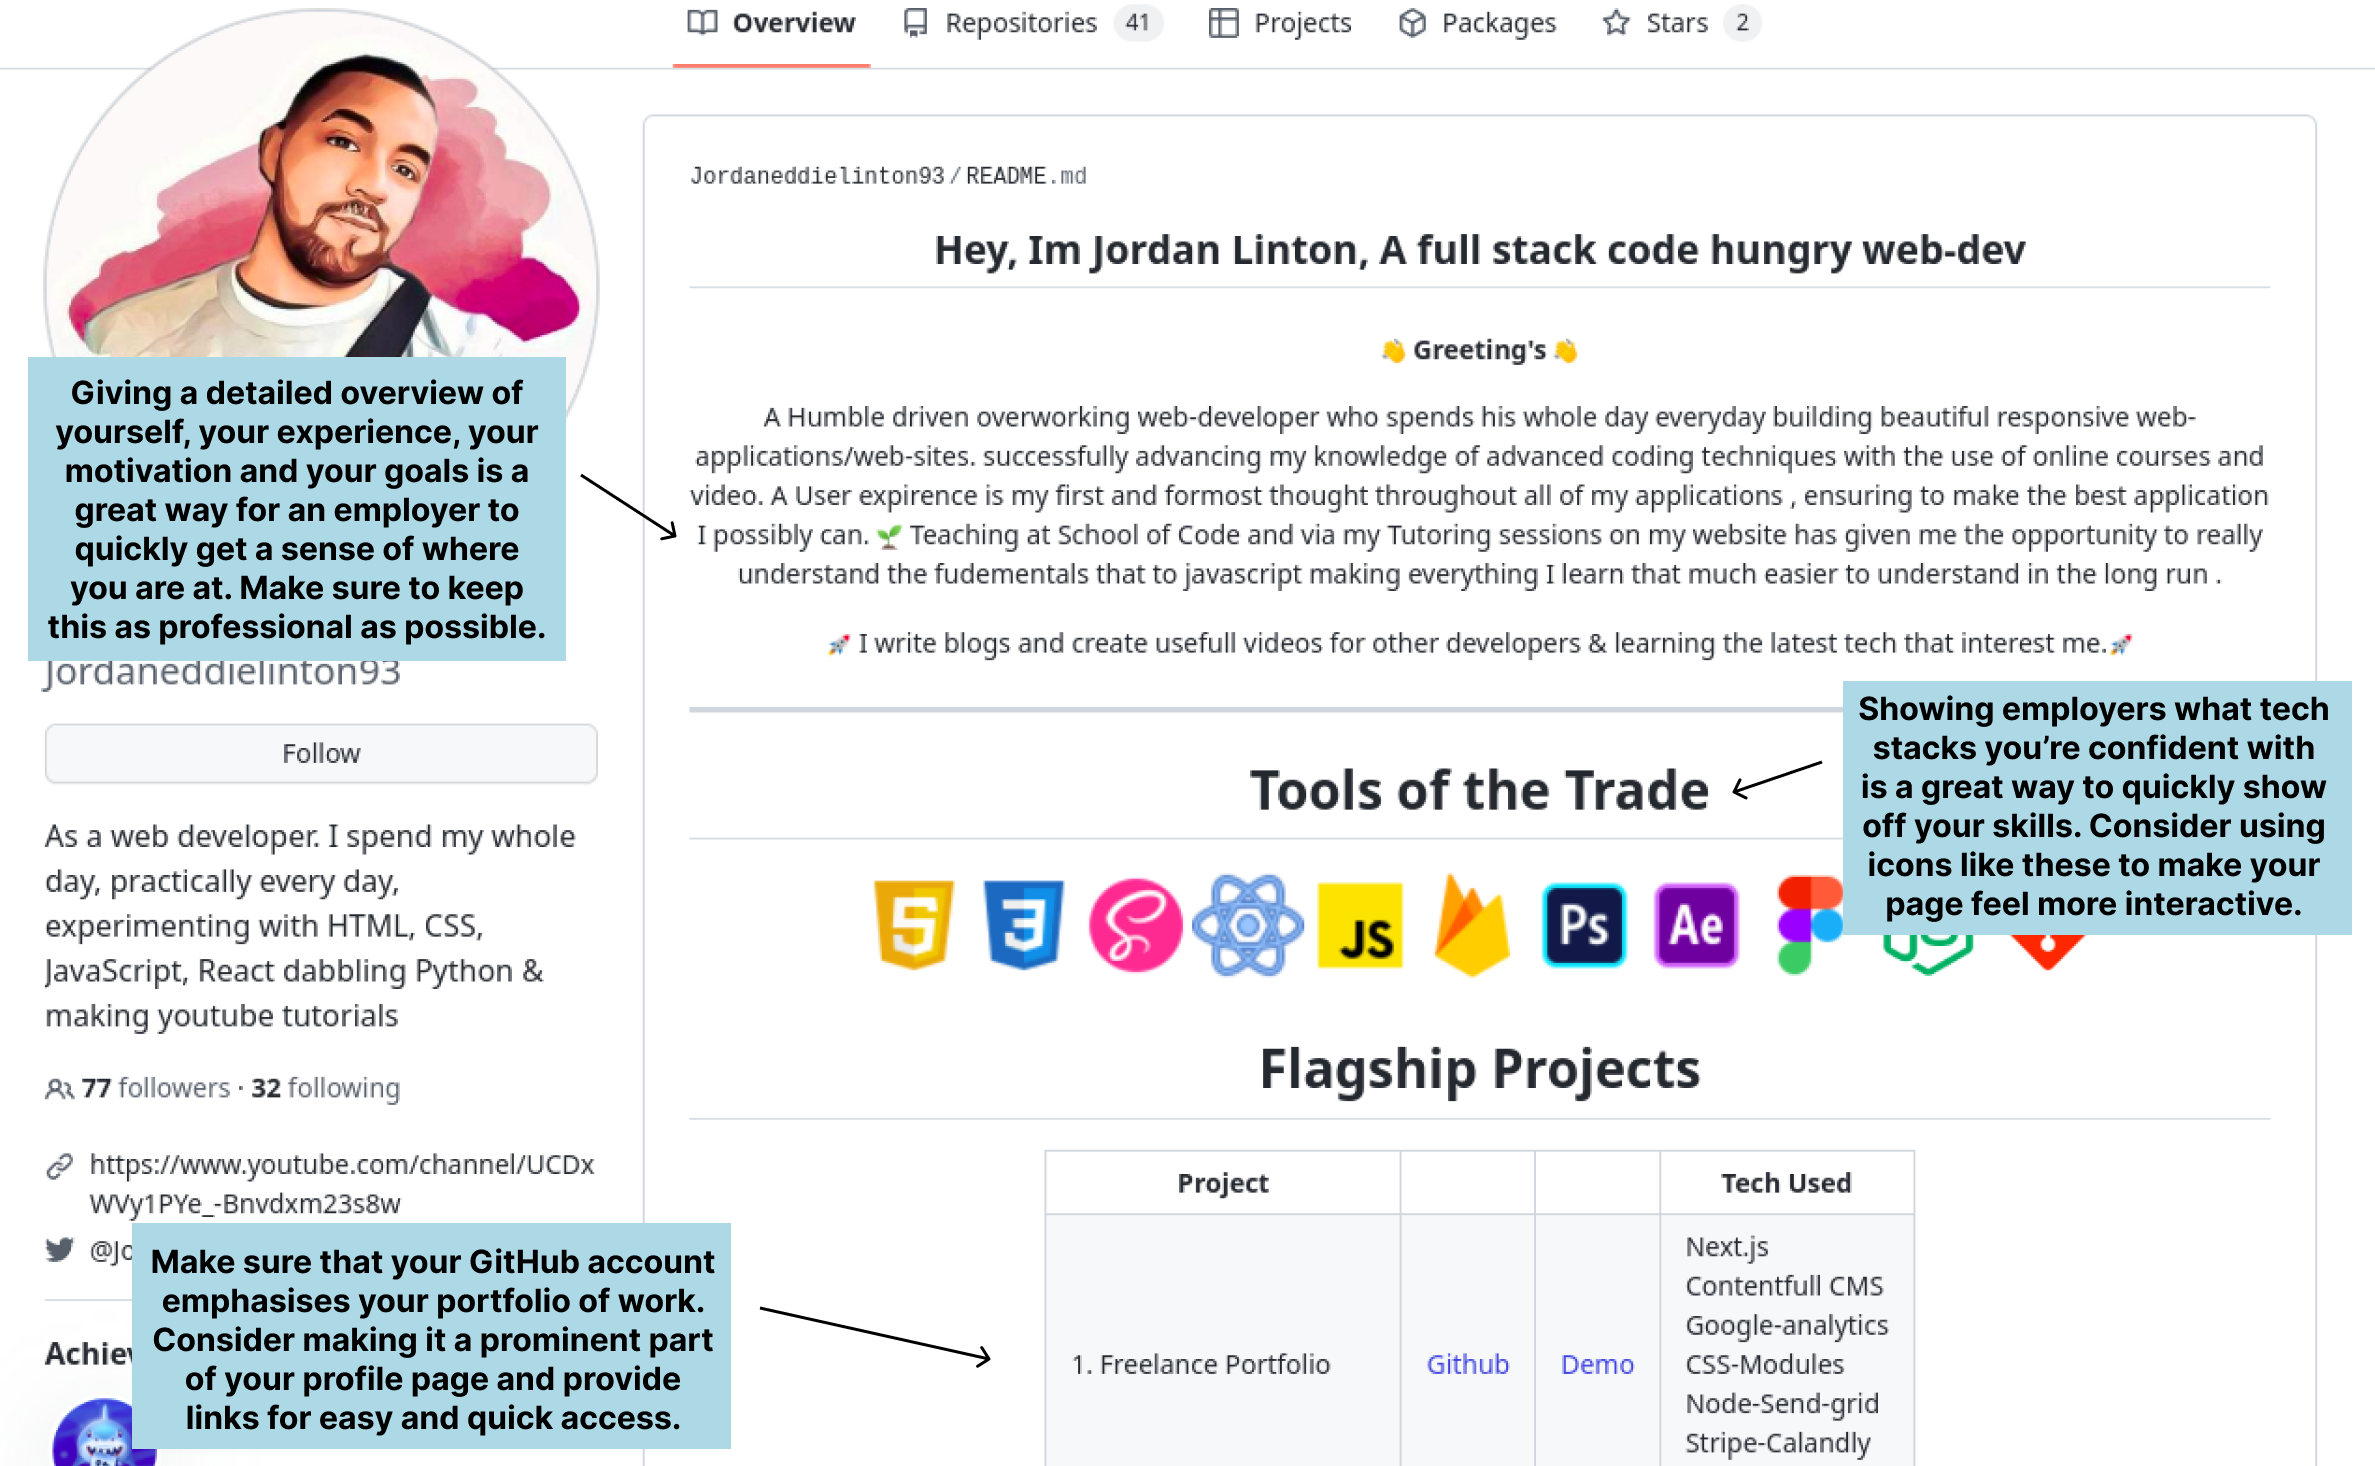 Overview Repositories 41 Projects Packages Stars 2
Jordaneddielinton93/README.md
Hey, Im Jordan Linton, A full stack code hungry web-dev
👋 Greeting's 👋
A Humble driven overworking web-developer who spends his whole day everyday building beautiful responsive web-
applications/web-sites. successfully advancing my knowledge of advanced coding techniques with the use of online courses and
video. A User expirence is my first and formost thought throughout all of my applications , ensuring to make the best application
I possibly can. 🌱 Teaching at School of Code and via my Tutoring sessions on my website has given me the opportunity to really
understand the fudementals that to javascript making everything I learn that much easier to understand in the long run .
🚀 I write blogs and create usefull videos for other developers & learning the latest tech that interest me.🚀
Giving a detailed overview of
yourself, your experience, your
motivation and your goals is a
great way for an employer to
quickly get a sense of where
you are at. Make sure to keep
this as professional as possible.
Jordaneddielinton93
Follow
As a web developer. I spend my whole
day, practically every day,
experimenting with HTML, CSS,
JavaScript, React dabbling Python &
making youtube tutorials
77 followers · 32 following
https://www.youtube.com/channel/UCDx
WVy1PYe_-Bnvdxm23s8w
@Jo
Make sure that your GitHub account
emphasises your portfolio of work.
Consider making it a prominent part
of your profile page and provide
links for easy and quick access.
Tools of the Trade
Showing employers what tech
stacks you’re confident with
is a great way to quickly show
off your skills. Consider using
icons like these to make your
page feel more interactive.
5 3 JS Ps Ae
Flagship Projects
Project Tech Used
1. Freelance Portfolio Github Demo
Next.js
Contentfull CMS
Google-analytics
CSS-Modules
Node-Send-grid
Stripe-Calandly